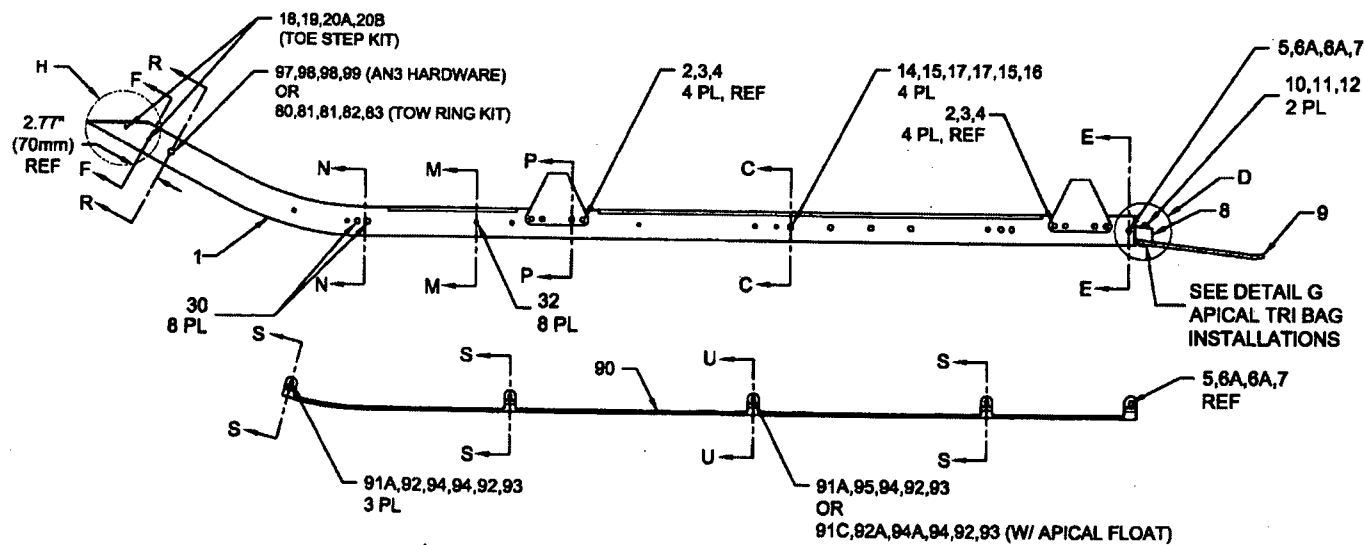 18,19,20A,20B
(TOE STEP KIT)
H
R
F
97,98,98,99 (AN3 HARDWARE)
OR
80,81,81,82,83 (TOW RING KIT)
2.77"
(70mm)
REF
F
R
2,3,4
4 PL, REF
14,15,17,17,15,16
4 PL
2,3,4
4 PL, REF
5,6A,6A,7
10,11,12
2 PL
E
D
8
9
N
M
P
C
1
N
M
P
C
E
30
8 PL
32
8 PL
SEE DETAIL G
APICAL TRI BAG
INSTALLATIONS
S
S
90
U
S
5,6A,6A,7
REF
S
S
U
S
91A,92,94,94,92,93
3 PL
91A,95,94,92,93
OR
91C,92A,94A,94,92,93 (W/ APICAL FLOAT)